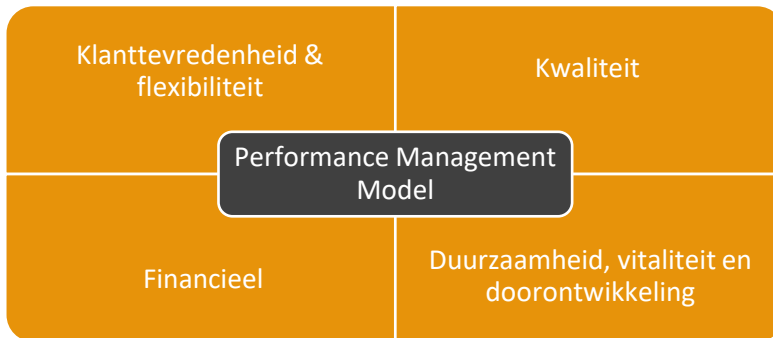 Klanttevredenheid &
flexibiliteit
Kwaliteit
Performance Management
Model
Financieel
Duurzaamheid, vitaliteit en
doorontwikkeling